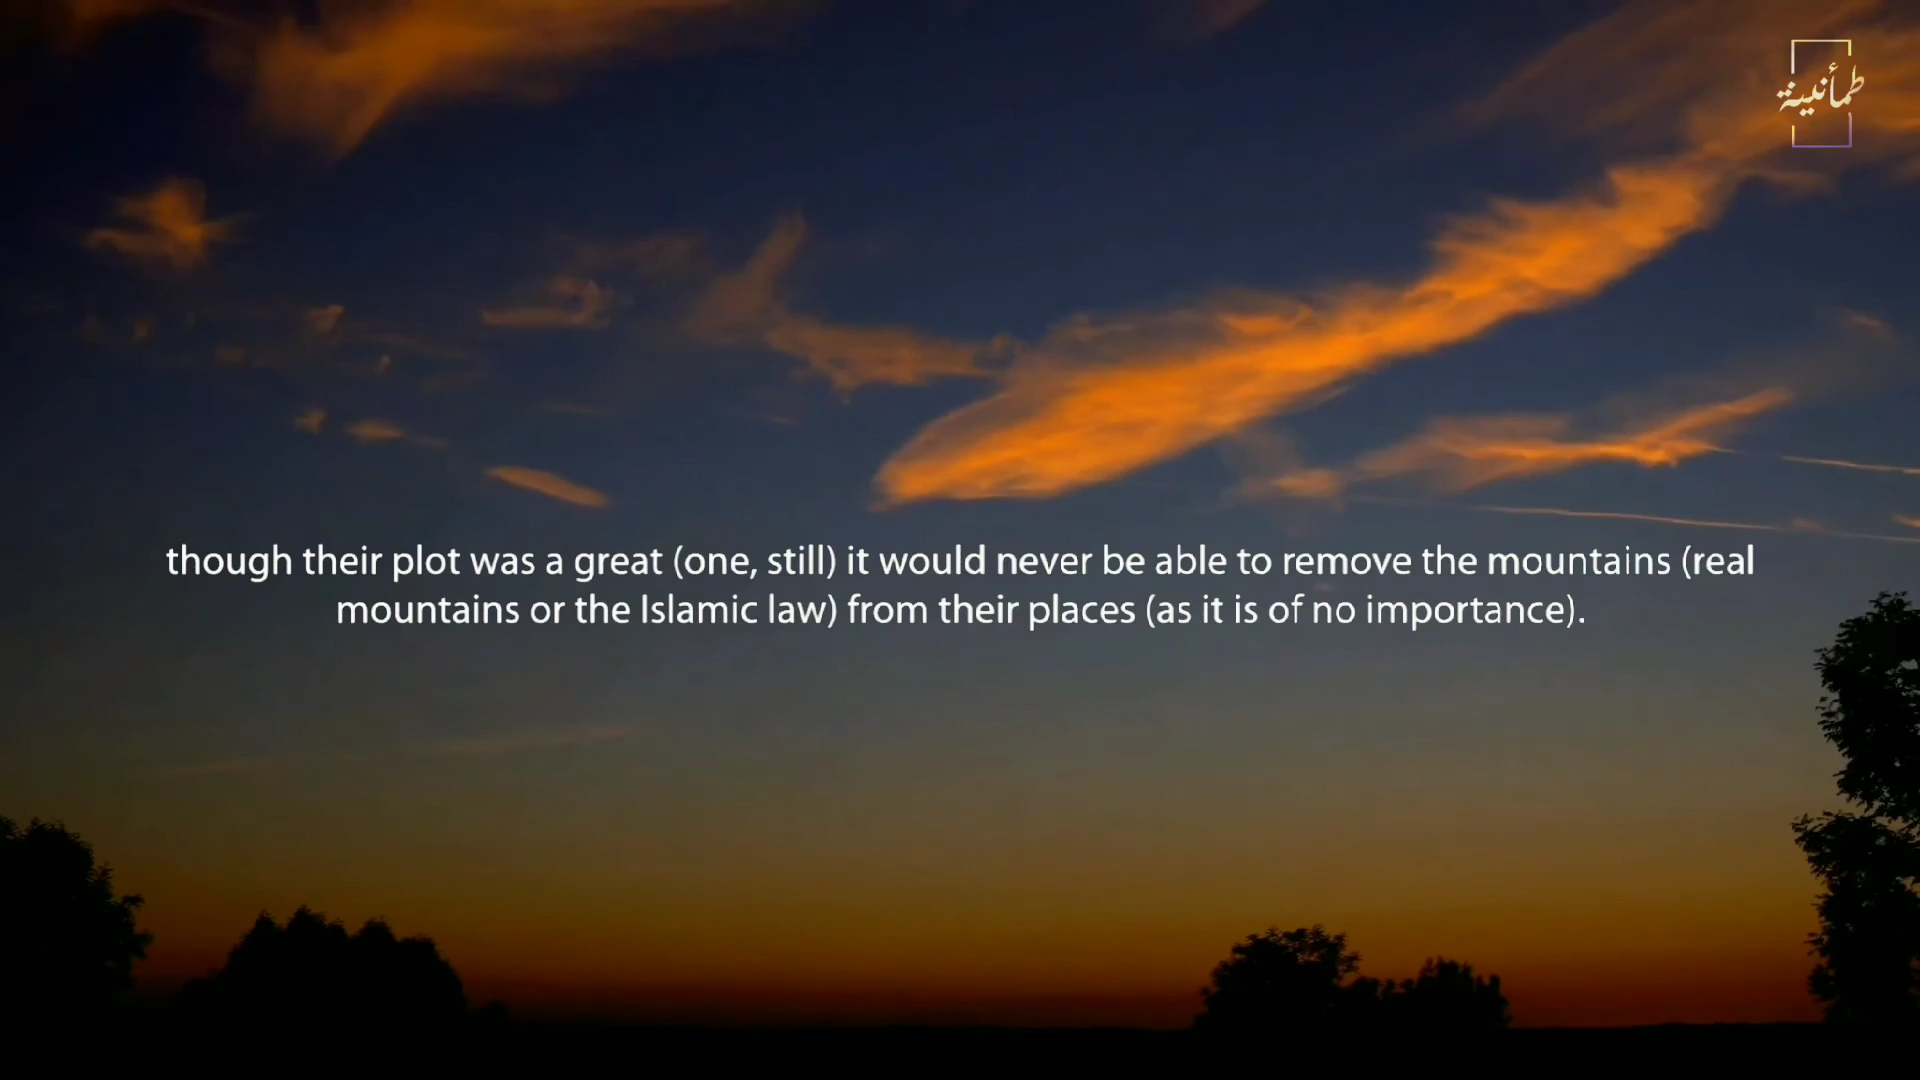 طمأنينة
though their plot was a great (one, still) it would never be able to remove the mountains (real
mountains or the Islamic law) from their places (as it is of no importance).